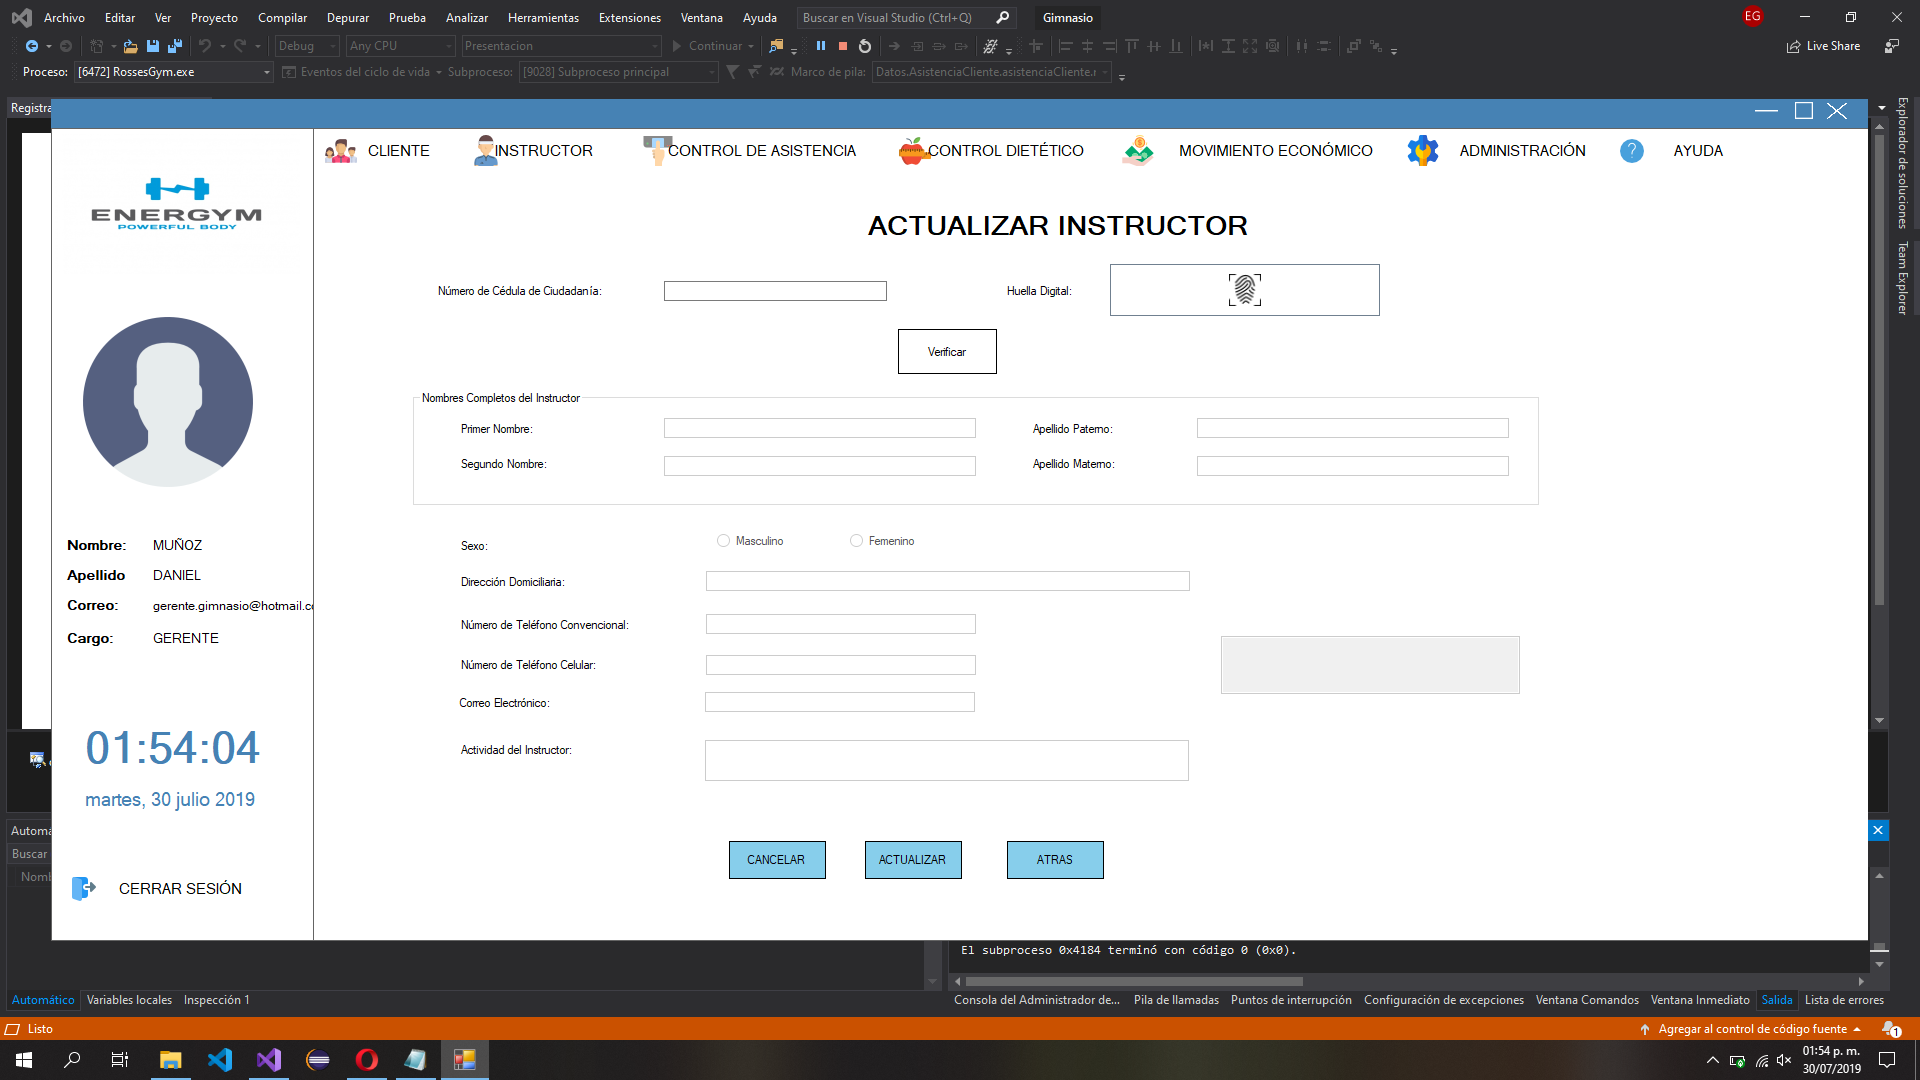 Archivo Editar Ver Proyecto Compilar Depurar Prueba Analizar Herramientas Extensiones Ventana Ayuda Buscar en Visual Studio (Ctrl+Q) Gimnasio EG
Debug Any CPU Presentacion Continuar Live Share
Proceso: [6472] RossesGym.exe Eventos del ciclo de vida Subproceso: [9028] Subproceso principal Marco de pila: Datos.AsistenciaCliente.asistenciaCliente.r
Registra
Explorador de soluciones
Team Explorer
CLIENTE INSTRUCTOR CONTROL DE ASISTENCIA CONTROL DIETÉTICO MOVIMIENTO ECONÓMICO ADMINISTRACIÓN ? AYUDA
ENERGYM
POWERFUL BODY
ACTUALIZAR INSTRUCTOR
Número de Cédula de Ciudadanía: Huella Digital:
Verificar
Nombres Completos del Instructor
Primer Nombre: Apellido Paterno:
Segundo Nombre: Apellido Materno:
Sexo: Masculino Femenino
Dirección Domiciliaria:
Número de Teléfono Convencional:
Número de Teléfono Celular:
Correo Electrónico:
Actividad del Instructor:
CANCELAR ACTUALIZAR ATRAS
Nombre: MUÑOZ
Apellido DANIEL
Correo: gerente.gimnasio@hotmail.co
Cargo: GERENTE
01:54:04
martes, 30 julio 2019
CERRAR SESIÓN
Automá
Buscar
Nomb
El subproceso 0x4184 terminó con código 0 (0x0).
Automático Variables locales Inspección 1
Consola del Administrador de... Pila de llamadas Puntos de interrupción Configuración de excepciones Ventana Comandos Ventana Inmediato Salida Lista de errores
Listo Agregar al control de código fuente 1
01:54 p. m.
30/07/2019